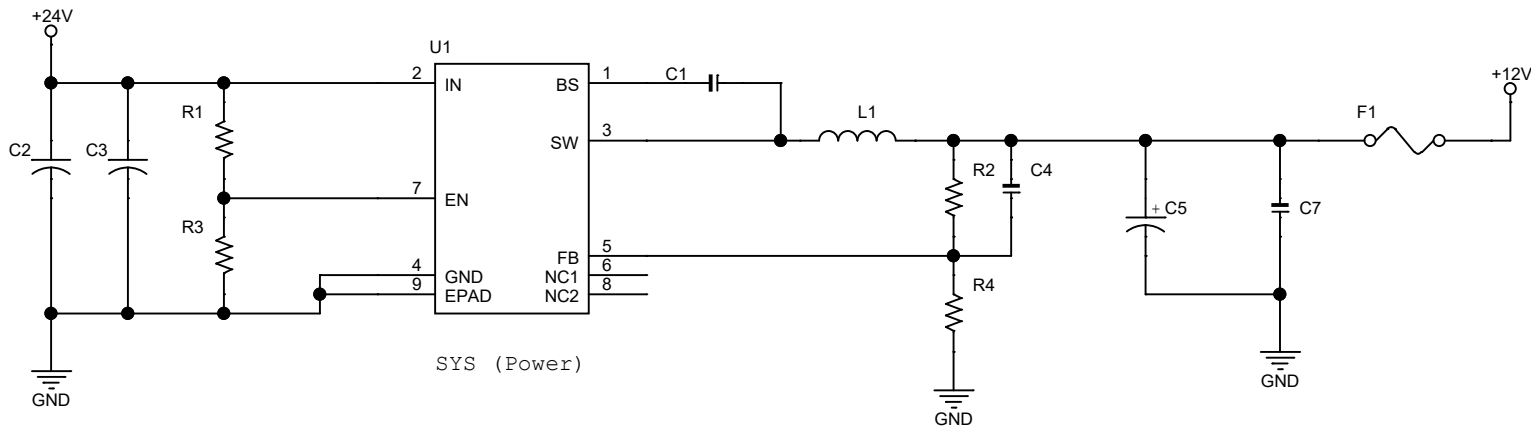 +24V
U1
+12V
2
IN
BS
1
C1
R1
L1
F1
SW
3
C2
C3
R2
C4
7
EN
R3
+ C5
C7
FB
5
4
GND
NC1
6
9
EPAD
NC2
8
R4
SYS (Power)
GND
GND
GND